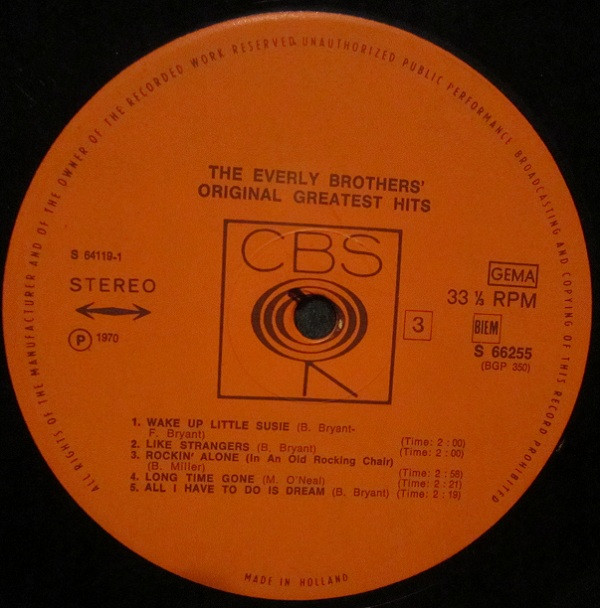 ALL RIGHTS OF THE MANUFACTURER AND OF THE OWNER OF THE RECORDED WORK RESERVED. UNAUTHORIZED PUBLIC PERFORMANCE BROADCASTING AND COPYING OF THIS RECORD PROHIBITED
THE EVERLY BROTHERS'
ORIGINAL GREATEST HITS
CBS
S 64119-1
STEREO
℗ 1970
3
GEMA
33 ⅓ RPM
BIEM
S 66255
(BGP 350)
1. WAKE UP LITTLE SUSIE (B. Bryant-
F. Bryant) (Time: 2 : 00)
2. LIKE STRANGERS (B. Bryant) (Time: 2 : 00)
3. ROCKIN' ALONE (In An Old Rocking Chair)
(B. Miller) (Time: 2 : 58)
4. LONG TIME GONE (M. O'Neal) (Time: 2 : 21)
5. ALL I HAVE TO DO IS DREAM (B. Bryant) (Time: 2 : 19)
MADE IN HOLLAND